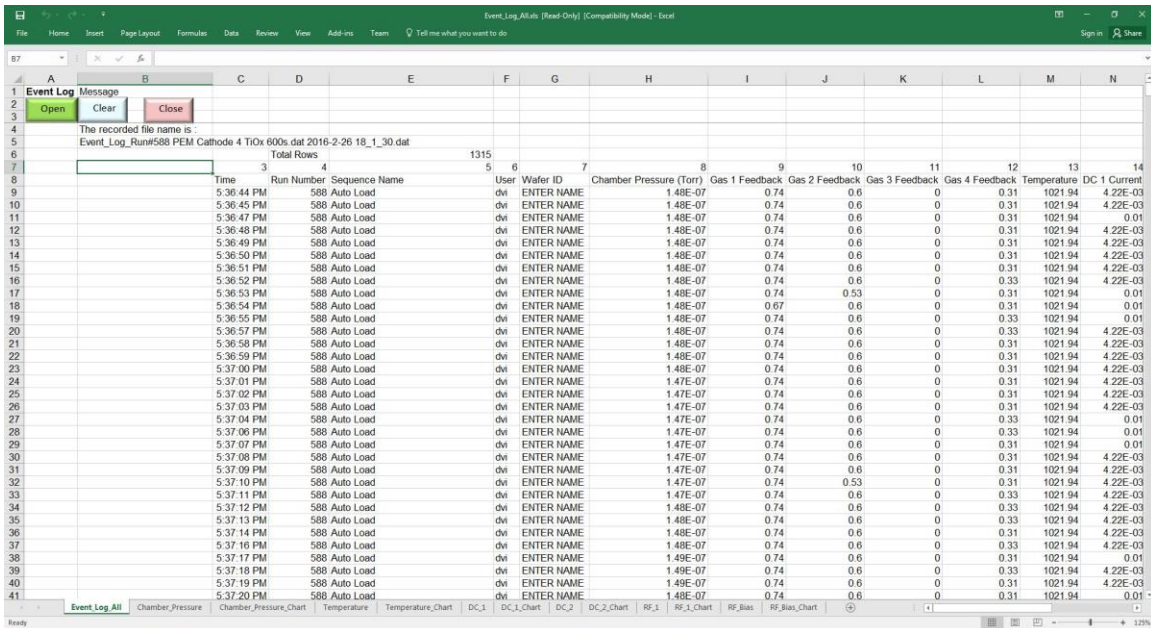 Event_Log_All.xls [Read-Only] [Compatibility Mode] - Excel
File Home Insert Page Layout Formulas Data Review View Add-ins Team Tell me what you want to do Sign in Share
B7 fx
A B C D E F G H I J K L M N
1 Event Log Message
2 Open Clear Close
3
4 The recorded file name is :
5 Event_Log_Run#588 PEM Cathode 4 TiOx 600s.dat 2016-2-26 18_1_30.dat
6 Total Rows 1315
7 3 4 5 6 7 8 9 10 11 12 13 14
8 Time Run Number Sequence Name User Wafer ID Chamber Pressure (Torr) Gas 1 Feedback Gas 2 Feedback Gas 3 Feedback Gas 4 Feedback Temperature DC 1 Current
9 5:36:44 PM 588 Auto Load dvi ENTER NAME 1.48E-07 0.74 0.6 0 0.31 1021.94 4.22E-03
10 5:36:45 PM 588 Auto Load dvi ENTER NAME 1.48E-07 0.74 0.6 0 0.31 1021.94 4.22E-03
11 5:36:47 PM 588 Auto Load dvi ENTER NAME 1.48E-07 0.74 0.6 0 0.31 1021.94 0.01
12 5:36:48 PM 588 Auto Load dvi ENTER NAME 1.48E-07 0.74 0.6 0 0.31 1021.94 4.22E-03
13 5:36:49 PM 588 Auto Load dvi ENTER NAME 1.48E-07 0.74 0.6 0 0.31 1021.94 4.22E-03
14 5:36:50 PM 588 Auto Load dvi ENTER NAME 1.48E-07 0.74 0.6 0 0.31 1021.94 4.22E-03
15 5:36:51 PM 588 Auto Load dvi ENTER NAME 1.48E-07 0.74 0.6 0 0.31 1021.94 4.22E-03
16 5:36:52 PM 588 Auto Load dvi ENTER NAME 1.48E-07 0.74 0.6 0 0.33 1021.94 4.22E-03
17 5:36:53 PM 588 Auto Load dvi ENTER NAME 1.48E-07 0.74 0.53 0 0.31 1021.94 0.01
18 5:36:54 PM 588 Auto Load dvi ENTER NAME 1.48E-07 0.67 0.6 0 0.31 1021.94 0.01
19 5:36:55 PM 588 Auto Load dvi ENTER NAME 1.48E-07 0.74 0.6 0 0.33 1021.94 0.01
20 5:36:57 PM 588 Auto Load dvi ENTER NAME 1.48E-07 0.74 0.6 0 0.33 1021.94 4.22E-03
21 5:36:58 PM 588 Auto Load dvi ENTER NAME 1.48E-07 0.74 0.6 0 0.31 1021.94 4.22E-03
22 5:36:59 PM 588 Auto Load dvi ENTER NAME 1.48E-07 0.74 0.6 0 0.31 1021.94 4.22E-03
23 5:37:00 PM 588 Auto Load dvi ENTER NAME 1.48E-07 0.74 0.6 0 0.31 1021.94 4.22E-03
24 5:37:01 PM 588 Auto Load dvi ENTER NAME 1.47E-07 0.74 0.6 0 0.31 1021.94 4.22E-03
25 5:37:02 PM 588 Auto Load dvi ENTER NAME 1.47E-07 0.74 0.6 0 0.31 1021.94 4.22E-03
26 5:37:03 PM 588 Auto Load dvi ENTER NAME 1.47E-07 0.74 0.6 0 0.31 1021.94 4.22E-03
27 5:37:04 PM 588 Auto Load dvi ENTER NAME 1.48E-07 0.74 0.6 0 0.33 1021.94 0.01
28 5:37:06 PM 588 Auto Load dvi ENTER NAME 1.47E-07 0.74 0.6 0 0.33 1021.94 0.01
29 5:37:07 PM 588 Auto Load dvi ENTER NAME 1.47E-07 0.74 0.6 0 0.31 1021.94 0.01
30 5:37:08 PM 588 Auto Load dvi ENTER NAME 1.47E-07 0.74 0.6 0 0.31 1021.94 4.22E-03
31 5:37:09 PM 588 Auto Load dvi ENTER NAME 1.47E-07 0.74 0.6 0 0.31 1021.94 4.22E-03
32 5:37:10 PM 588 Auto Load dvi ENTER NAME 1.47E-07 0.74 0.53 0 0.31 1021.94 4.22E-03
33 5:37:11 PM 588 Auto Load dvi ENTER NAME 1.47E-07 0.74 0.6 0 0.33 1021.94 4.22E-03
34 5:37:12 PM 588 Auto Load dvi ENTER NAME 1.48E-07 0.74 0.6 0 0.33 1021.94 4.22E-03
35 5:37:13 PM 588 Auto Load dvi ENTER NAME 1.48E-07 0.74 0.6 0 0.33 1021.94 4.22E-03
36 5:37:14 PM 588 Auto Load dvi ENTER NAME 1.48E-07 0.74 0.6 0 0.31 1021.94 4.22E-03
37 5:37:16 PM 588 Auto Load dvi ENTER NAME 1.48E-07 0.74 0.6 0 0.33 1021.94 4.22E-03
38 5:37:17 PM 588 Auto Load dvi ENTER NAME 1.49E-07 0.74 0.6 0 0.31 1021.94 0.01
39 5:37:18 PM 588 Auto Load dvi ENTER NAME 1.49E-07 0.74 0.6 0 0.33 1021.94 4.22E-03
40 5:37:19 PM 588 Auto Load dvi ENTER NAME 1.49E-07 0.74 0.6 0 0.31 1021.94 4.22E-03
41 5:37:20 PM 588 Auto Load dvi ENTER NAME 1.48E-07 0.74 0.6 0 0.31 1021.94 0.01
Event_Log_All Chamber_Pressure Chamber_Pressure_Chart Temperature Temperature_Chart DC_1 DC_1_Chart DC_2 DC_2_Chart RF_1 RF_1_Chart RF_Bias RF_Bias_Chart
Ready 125%